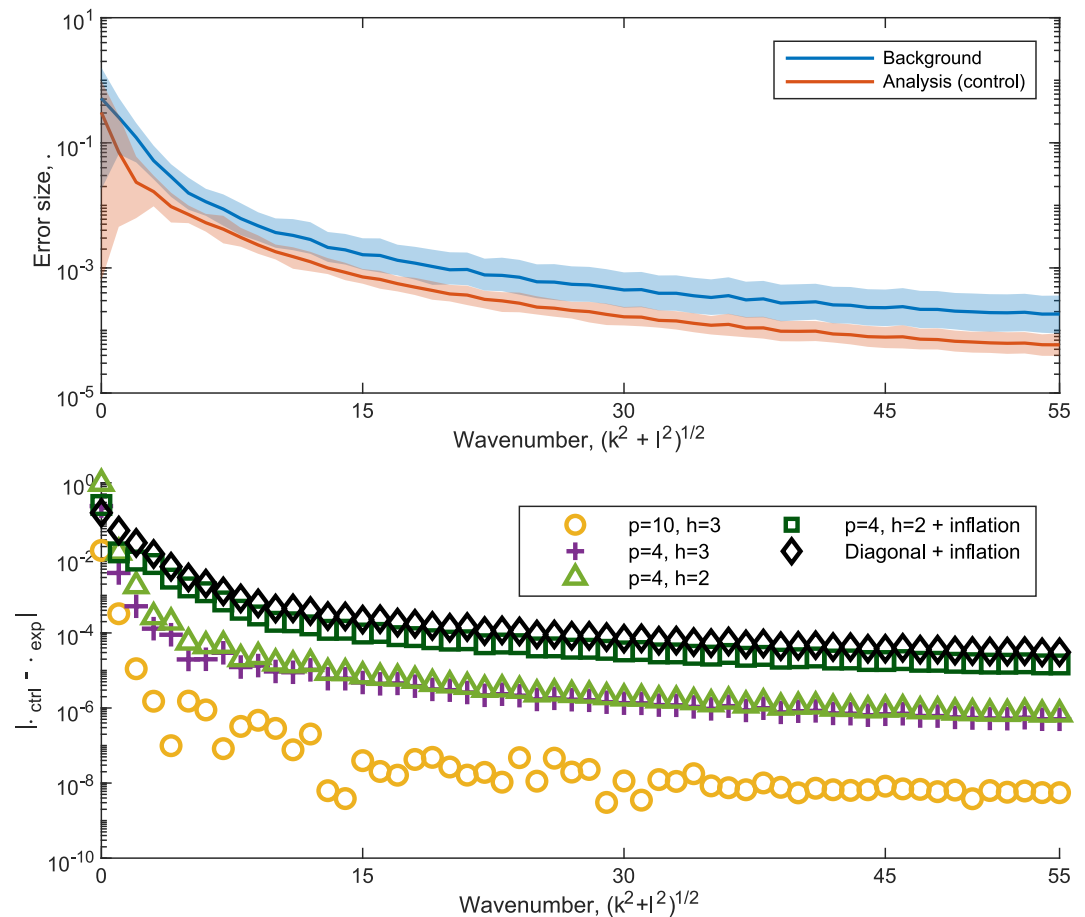 10^1
10^-1
10^-3
10^-5
Error size, .
Background
Analysis (control)
0 15 30 45 55
Wavenumber, (k^2 + l^2)^1/2
10^0
10^-2
10^-4
10^-6
10^-8
10^-10
|· ctrl - · exp|
p=10, h=3
p=4, h=3
p=4, h=2
p=4, h=2 + inflation
Diagonal + inflation
0 15 30 45 55
Wavenumber, (k^2+l^2)^1/2